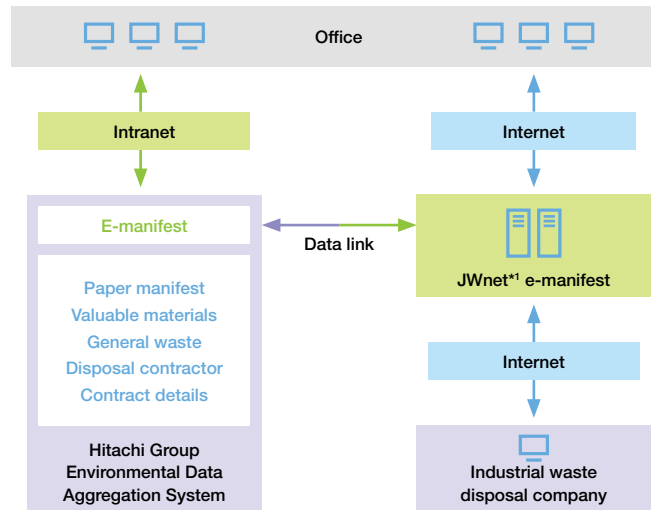 Office
Intranet
Internet
E-manifest
Data link
JWnet*1 e-manifest
Paper manifest
Valuable materials
General waste
Disposal contractor
Contract details
Internet
Hitachi Group
Environmental Data
Aggregation System
Industrial waste
disposal company